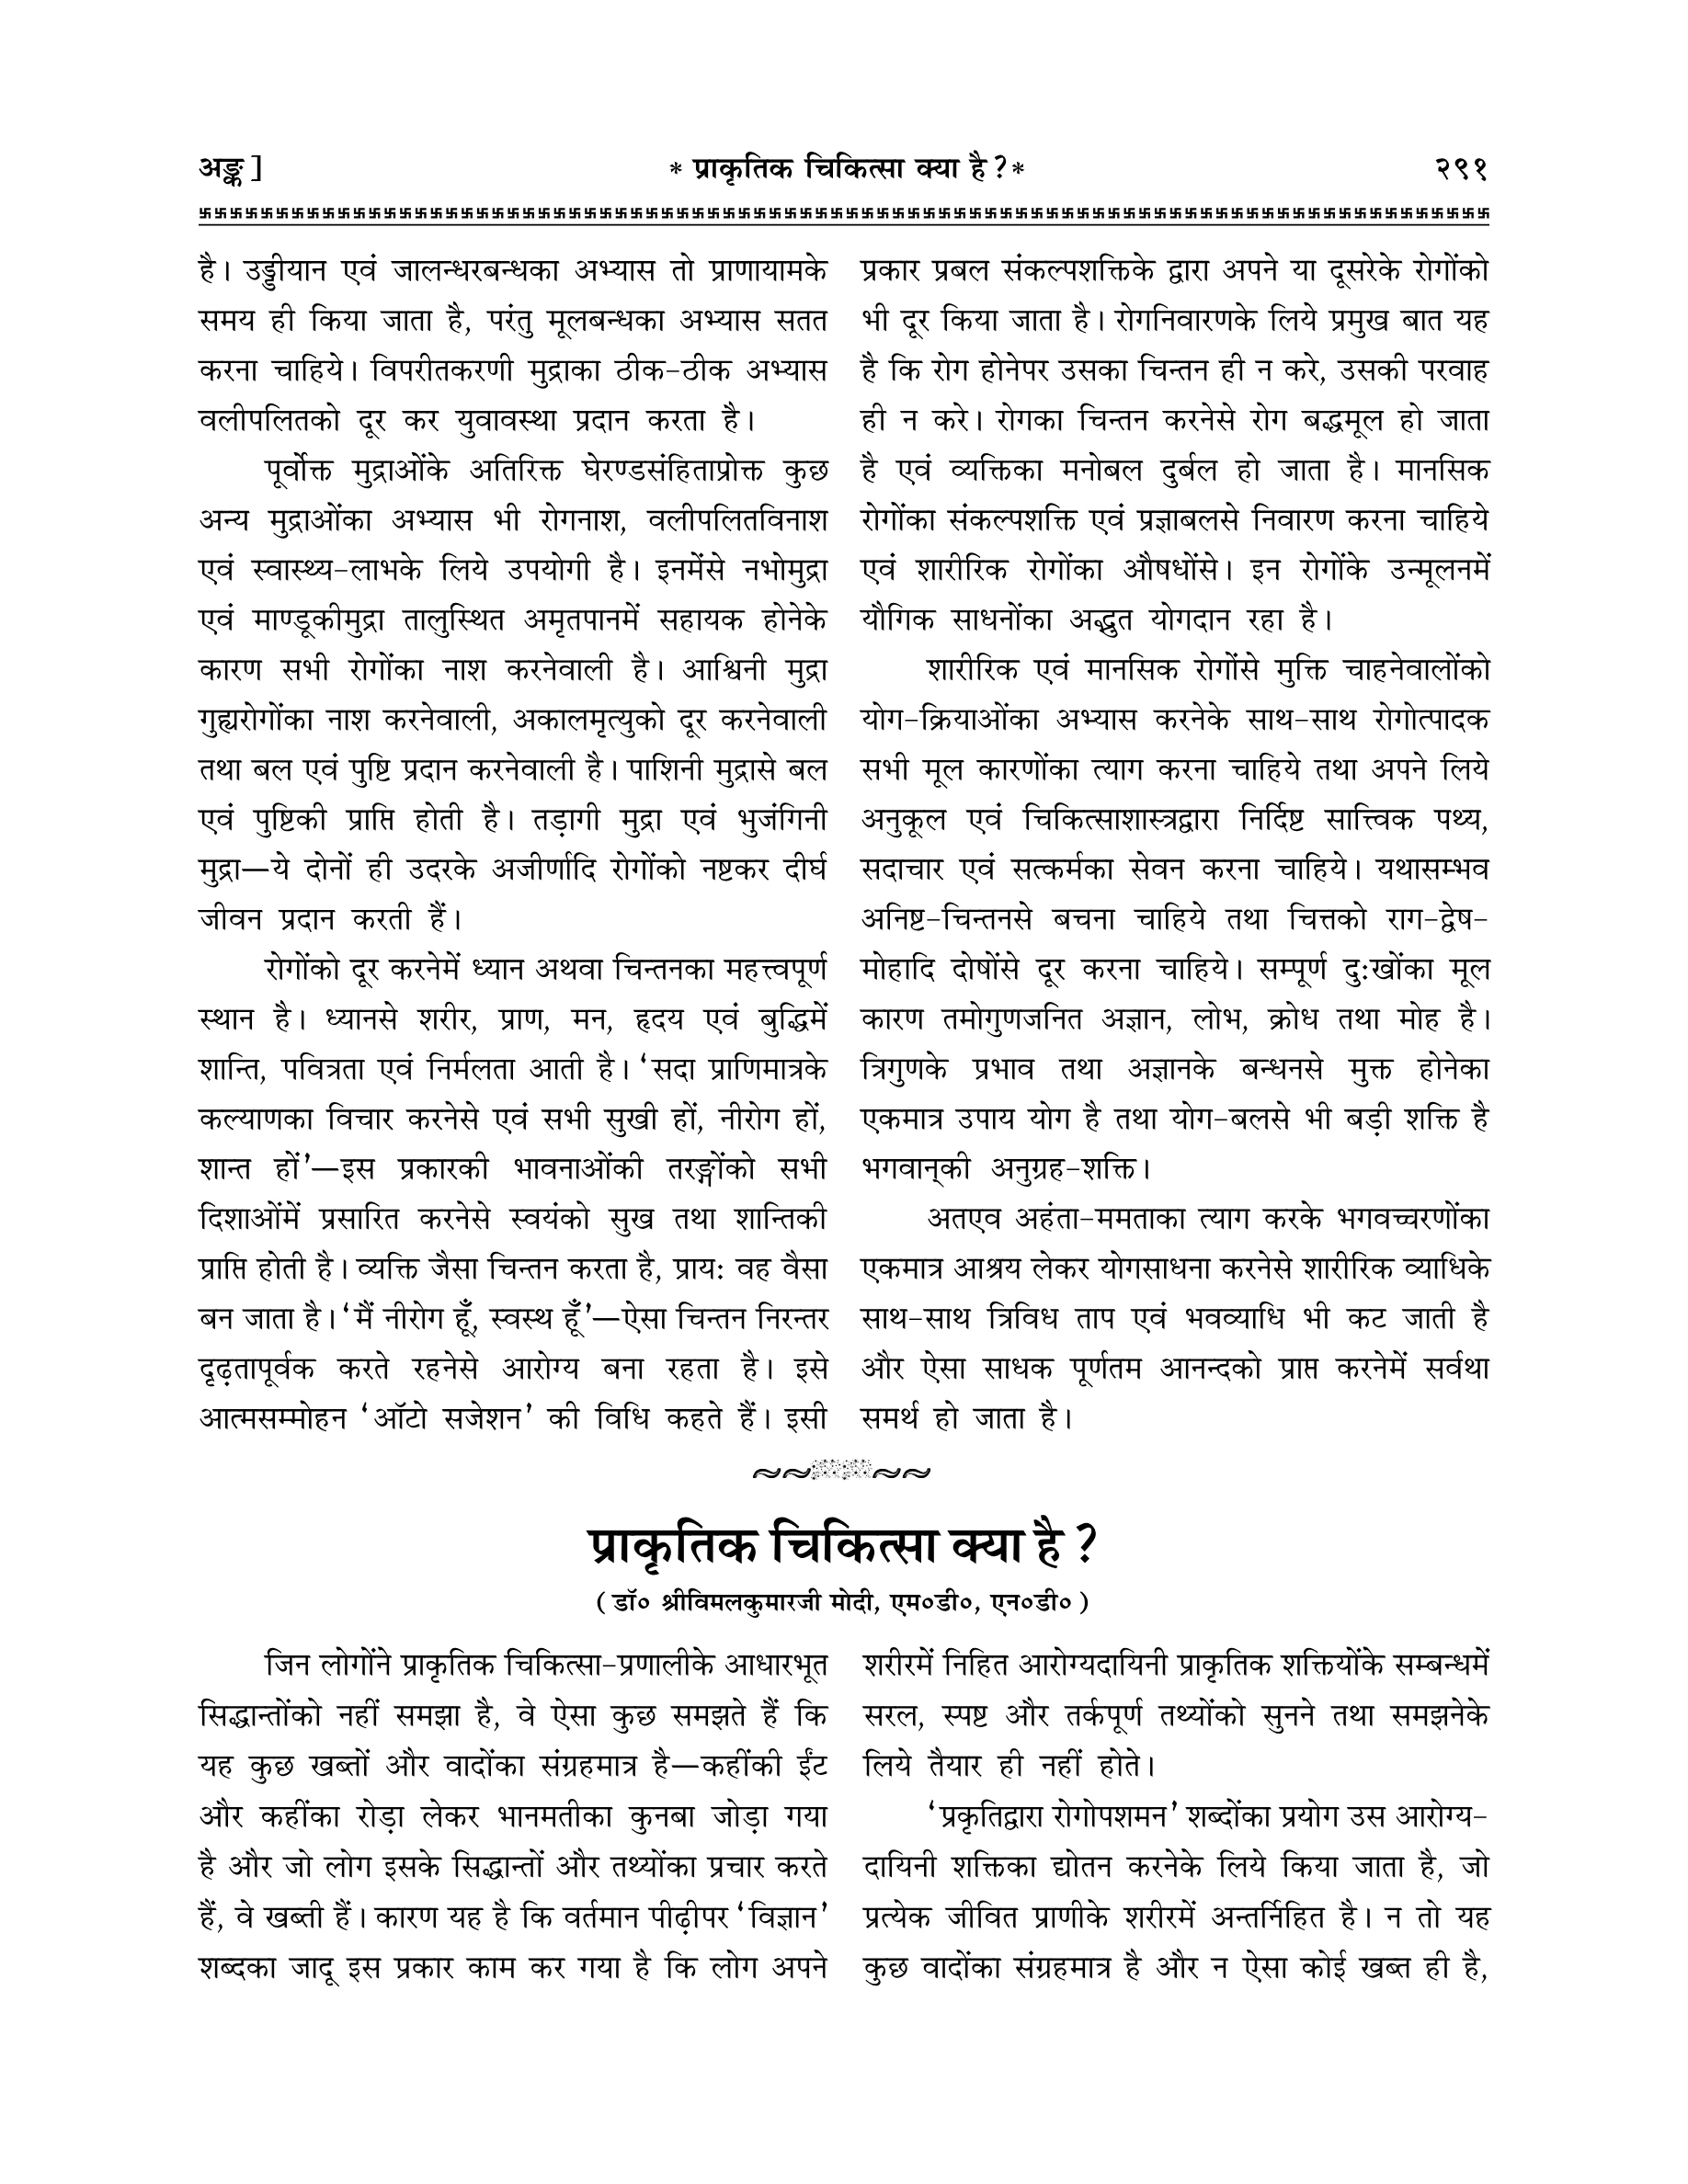 अङ्क ]
* प्राकृतिक चिकित्सा क्या है ? *
२९१
है। उड्डीयान एवं जालन्धरबन्धका अभ्यास तो प्राणायामके
समय ही किया जाता है, परंतु मूलबन्धका अभ्यास सतत
करना चाहिये। विपरीतकरणी मुद्राका ठीक-ठीक अभ्यास
वलीपलितको दूर कर युवावस्था प्रदान करता है।
पूर्वोक्त मुद्राओंके अतिरिक्त घेरण्डसंहिताप्रोक्त कुछ
अन्य मुद्राओंका अभ्यास भी रोगनाश, वलीपलितविनाश
एवं स्वास्थ्य-लाभके लिये उपयोगी है। इनमेंसे नभोमुद्रा
एवं माण्डूकीमुद्रा तालुस्थित अमृतपानमें सहायक होनेके
कारण सभी रोगोंका नाश करनेवाली है। आश्विनी मुद्रा
गुह्यरोगोंका नाश करनेवाली, अकालमृत्युको दूर करनेवाली
तथा बल एवं पुष्टि प्रदान करनेवाली है। पाशिनी मुद्रासे बल
एवं पुष्टिकी प्राप्ति होती है। तड़ागी मुद्रा एवं भुजंगिनी
मुद्रा—ये दोनों ही उदरके अजीर्णादि रोगोंको नष्टकर दीर्घ
जीवन प्रदान करती हैं।
रोगोंको दूर करनेमें ध्यान अथवा चिन्तनका महत्त्वपूर्ण
स्थान है। ध्यानसे शरीर, प्राण, मन, हृदय एवं बुद्धिमें
शान्ति, पवित्रता एवं निर्मलता आती है। ‘सदा प्राणिमात्रके
कल्याणका विचार करनेसे एवं सभी सुखी हों, नीरोग हों,
शान्त हों’—इस प्रकारकी भावनाओंकी तरङ्गोंको सभी
दिशाओंमें प्रसारित करनेसे स्वयंको सुख तथा शान्तिकी
प्राप्ति होती है। व्यक्ति जैसा चिन्तन करता है, प्रायः वह वैसा
बन जाता है। ‘मैं नीरोग हूँ, स्वस्थ हूँ’—ऐसा चिन्तन निरन्तर
दृढ़तापूर्वक करते रहनेसे आरोग्य बना रहता है। इसे
आत्मसम्मोहन ‘ऑटो सजेशन’ की विधि कहते हैं। इसी
प्रकार प्रबल संकल्पशक्तिके द्वारा अपने या दूसरेके रोगोंको
भी दूर किया जाता है। रोगनिवारणके लिये प्रमुख बात यह
है कि रोग होनेपर उसका चिन्तन ही न करे, उसकी परवाह
ही न करे। रोगका चिन्तन करनेसे रोग बद्धमूल हो जाता
है एवं व्यक्तिका मनोबल दुर्बल हो जाता है। मानसिक
रोगोंका संकल्पशक्ति एवं प्रज्ञाबलसे निवारण करना चाहिये
एवं शारीरिक रोगोंका औषधोंसे। इन रोगोंके उन्मूलनमें
यौगिक साधनोंका अद्भुत योगदान रहा है।
शारीरिक एवं मानसिक रोगोंसे मुक्ति चाहनेवालोंको
योग-क्रियाओंका अभ्यास करनेके साथ-साथ रोगोत्पादक
सभी मूल कारणोंका त्याग करना चाहिये तथा अपने लिये
अनुकूल एवं चिकित्साशास्त्रद्वारा निर्दिष्ट सात्त्विक पथ्य,
सदाचार एवं सत्कर्मका सेवन करना चाहिये। यथासम्भव
अनिष्ट-चिन्तनसे बचना चाहिये तथा चित्तको राग-द्वेष-
मोहादि दोषोंसे दूर करना चाहिये। सम्पूर्ण दुःखोंका मूल
कारण तमोगुणजनित अज्ञान, लोभ, क्रोध तथा मोह है।
त्रिगुणके प्रभाव तथा अज्ञानके बन्धनसे मुक्त होनेका
एकमात्र उपाय योग है तथा योग-बलसे भी बड़ी शक्ति है
भगवान्‌की अनुग्रह-शक्ति।
अतएव अहंता-ममताका त्याग करके भगवच्चरणोंका
एकमात्र आश्रय लेकर योगसाधना करनेसे शारीरिक व्याधिके
साथ-साथ त्रिविध ताप एवं भवव्याधि भी कट जाती है
और ऐसा साधक पूर्णतम आनन्दको प्राप्त करनेमें सर्वथा
समर्थ हो जाता है।
प्राकृतिक चिकित्सा क्या है ?
( डॉ० श्रीविमलकुमारजी मोदी, एम०डी०, एन०डी० )
जिन लोगोंने प्राकृतिक चिकित्सा-प्रणालीके आधारभूत
सिद्धान्तोंको नहीं समझा है, वे ऐसा कुछ समझते हैं कि
यह कुछ खब्तों और वादोंका संग्रहमात्र है—कहींकी ईंट
और कहींका रोड़ा लेकर भानमतीका कुनबा जोड़ा गया
है और जो लोग इसके सिद्धान्तों और तथ्योंका प्रचार करते
हैं, वे खब्ती हैं। कारण यह है कि वर्तमान पीढ़ीपर ‘विज्ञान’
शब्दका जादू इस प्रकार काम कर गया है कि लोग अपने
शरीरमें निहित आरोग्यदायिनी प्राकृतिक शक्तियोंके सम्बन्धमें
सरल, स्पष्ट और तर्कपूर्ण तथ्योंको सुनने तथा समझनेके
लिये तैयार ही नहीं होते।
‘प्रकृतिद्वारा रोगोपशमन’ शब्दोंका प्रयोग उस आरोग्य-
दायिनी शक्तिका द्योतन करनेके लिये किया जाता है, जो
प्रत्येक जीवित प्राणीके शरीरमें अन्तर्निहित है। न तो यह
कुछ वादोंका संग्रहमात्र है और न ऐसा कोई खब्त ही है,